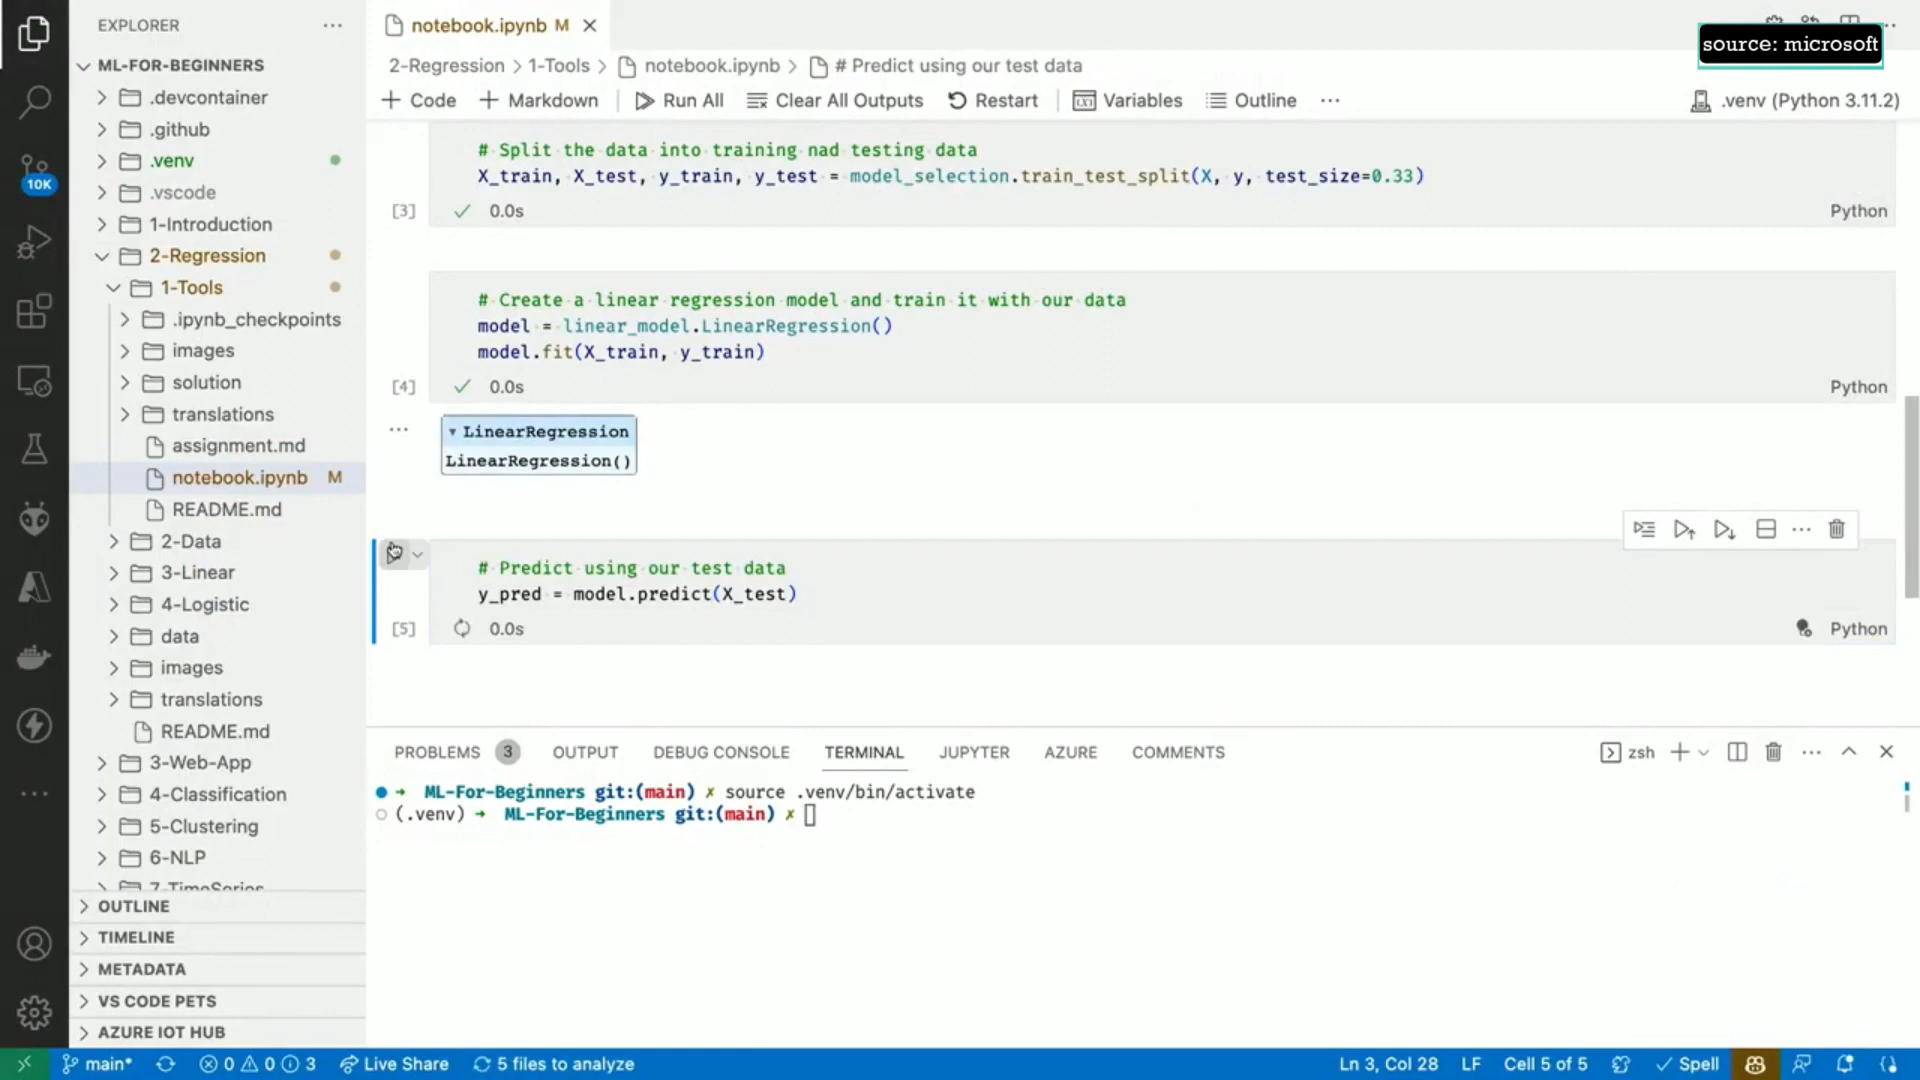 EXPLORER
notebook.ipynb M
source: microsoft
ML-FOR-BEGINNERS
2-Regression > 1-Tools > notebook.ipynb > # Predict using our test data
.devcontainer
Code
Markdown
Run All
Clear All Outputs
Restart
Variables
Outline
.venv (Python 3.11.2)
.github
.venv
10K
.vscode
1-Introduction
2-Regression
1-Tools
.ipynb_checkpoints
images
solution
translations
assignment.md
notebook.ipynb M
README.md
2-Data
3-Linear
4-Logistic
data
images
translations
README.md
3-Web-App
4-Classification
5-Clustering
6-NLP
7-TimeSeries
OUTLINE
TIMELINE
METADATA
VS CODE PETS
AZURE IOT HUB
# Split the data into training nad testing data
X_train, X_test, y_train, y_test = model_selection.train_test_split(X, y, test_size=0.33)
[3] 0.0s Python
# Create a linear regression model and train it with our data
model = linear_model.LinearRegression()
model.fit(X_train, y_train)
[4] 0.0s Python
LinearRegression
LinearRegression()
# Predict using our test data
y_pred = model.predict(X_test)
[5] 0.0s Python
PROBLEMS 3 OUTPUT DEBUG CONSOLE TERMINAL JUPYTER AZURE COMMENTS zsh
ML-For-Beginners git:(main) ✗ source .venv/bin/activate
(.venv) → ML-For-Beginners git:(main) ✗
main* 0 0 3 Live Share 5 files to analyze Ln 3, Col 28 LF Cell 5 of 5 Spell